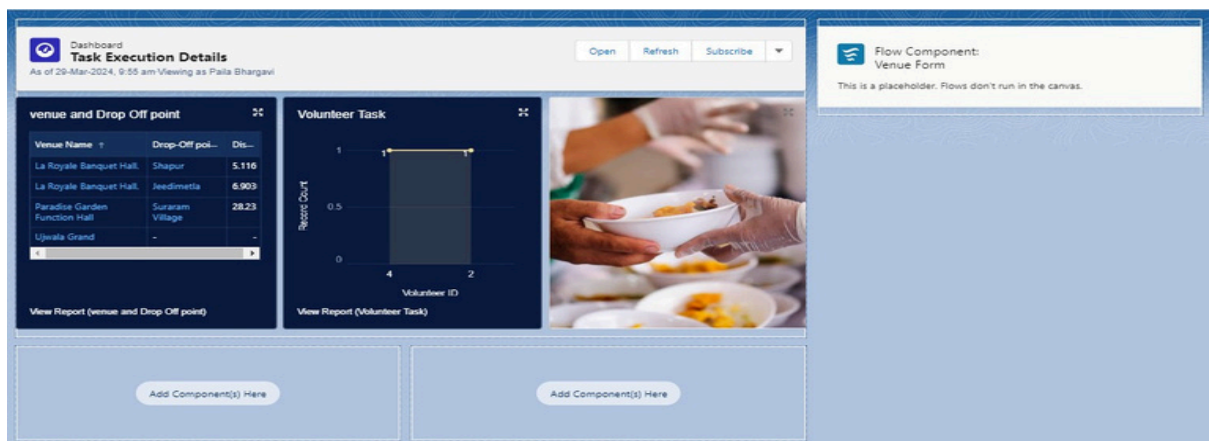 Dashboard
Task Execution Details
As of 29-Mar-2024, 9:55 am·Viewing as Paila Bhargavi
Open Refresh Subscribe
venue and Drop Off point
Venue Name ↑ Drop-Off poi... Dis...
La Royale Banquet Hall. Shapur 5.116
La Royale Banquet Hall. Jeedimetla 6.903
Paradise Garden
Function Hall
Suraram
Village
28.23
Ujwala Grand - -
View Report (venue and Drop Off point)
Volunteer Task
Record Count
1
0.5
0
1 1
4 2
Volunteer ID
View Report (Volunteer Task)
Flow Component:
Venue Form
This is a placeholder. Flows don't run in the canvas.
Add Component(s) Here
Add Component(s) Here